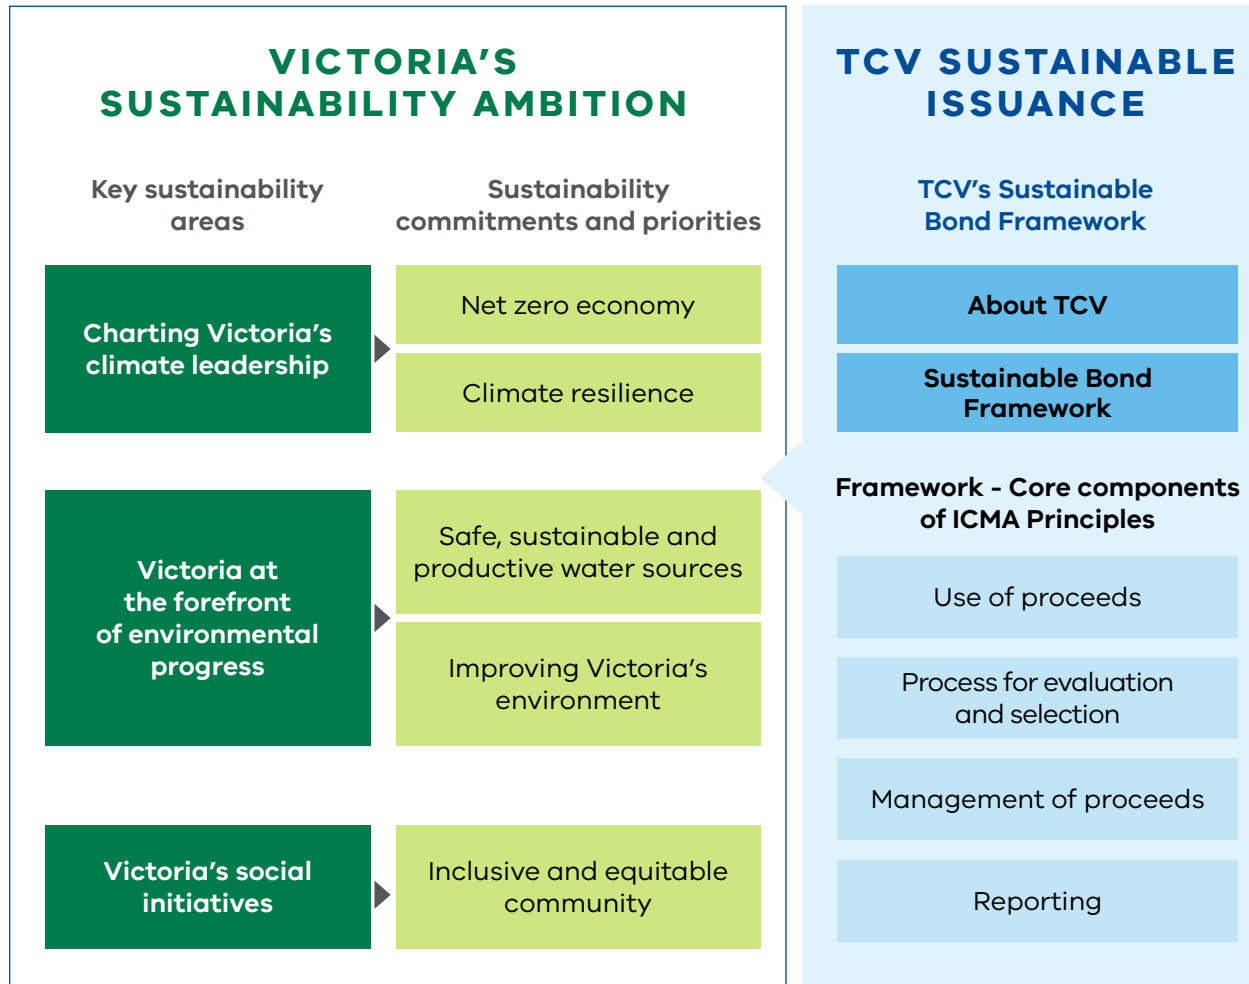 VICTORIA'S
SUSTAINABILITY AMBITION
Key sustainability
areas
Sustainability
commitments and priorities
Charting Victoria's
climate leadership
Net zero economy
Climate resilience
Victoria at
the forefront
of environmental
progress
Safe, sustainable and
productive water sources
Improving Victoria's
environment
Victoria's social
initiatives
Inclusive and equitable
community
TCV SUSTAINABLE
ISSUANCE
TCV's Sustainable
Bond Framework
About TCV
Sustainable Bond
Framework
Framework - Core components
of ICMA Principles
Use of proceeds
Process for evaluation
and selection
Management of proceeds
Reporting